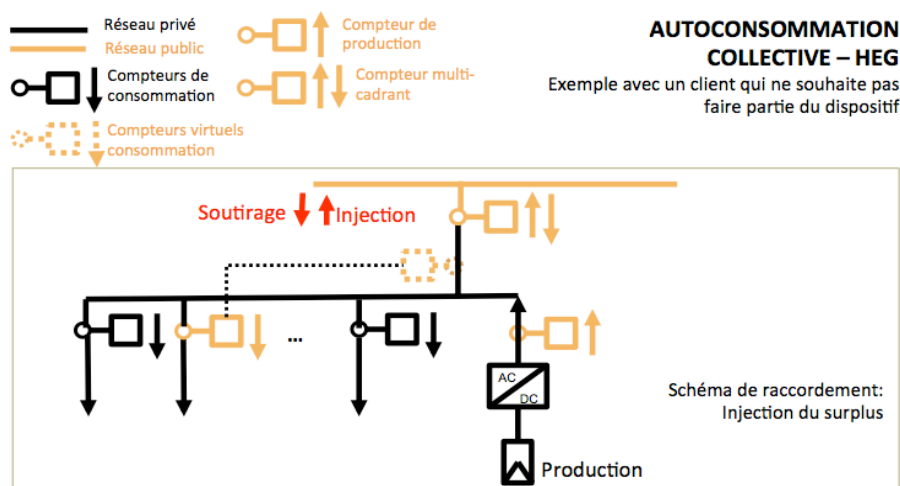 Réseau privé
Réseau public
Compteurs de
consommation
Compteurs virtuels
consommation
Compteur de
production
Compteur multi-
cadrant
AUTOCONSOMMATION
COLLECTIVE – HEG
Exemple avec un client qui ne souhaite pas
faire partie du dispositif
Soutirage
Injection
...
AC
DC
Schéma de raccordement:
Injection du surplus
Production